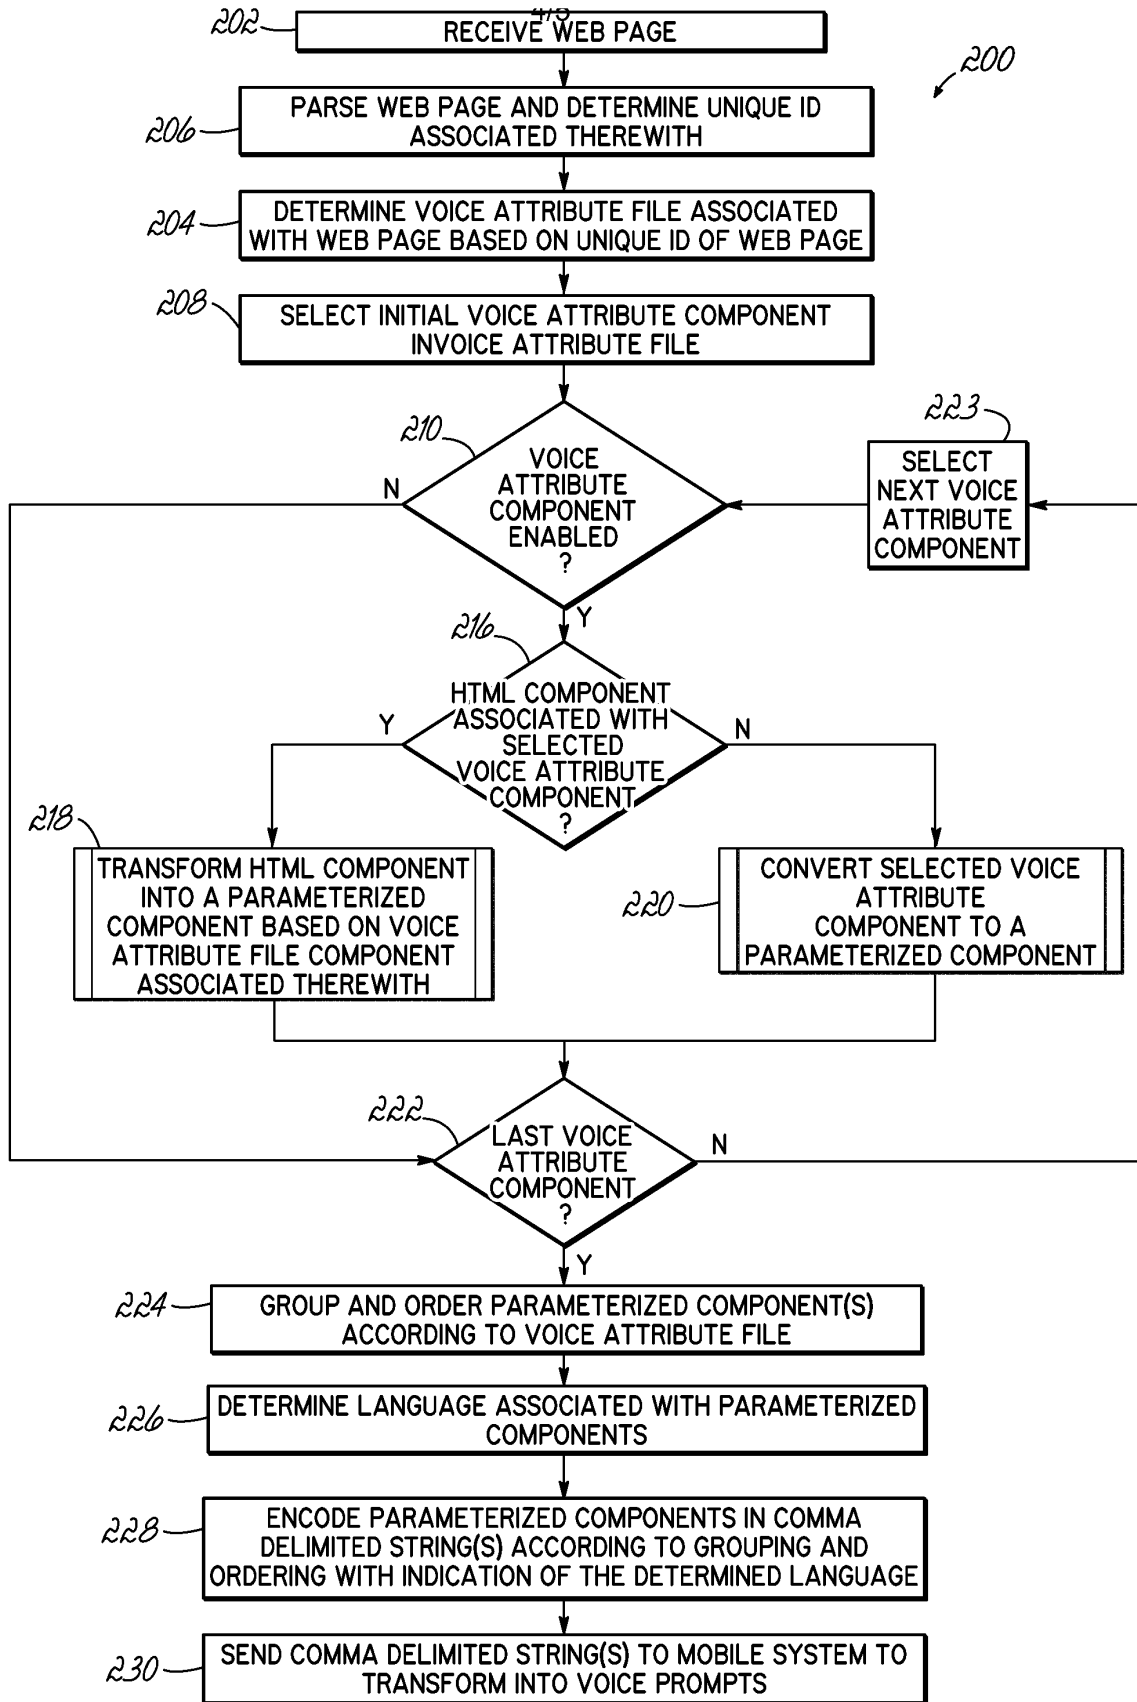 4/5
202
RECEIVE WEB PAGE
200
206
PARSE WEB PAGE AND DETERMINE UNIQUE ID
ASSOCIATED THEREWITH
204
DETERMINE VOICE ATTRIBUTE FILE ASSOCIATED
WITH WEB PAGE BASED ON UNIQUE ID OF WEB PAGE
208
SELECT INITIAL VOICE ATTRIBUTE COMPONENT
INVOICE ATTRIBUTE FILE
210
VOICE
ATTRIBUTE
COMPONENT
ENABLED
?
N
Y
223
SELECT
NEXT VOICE
ATTRIBUTE
COMPONENT
216
HTML COMPONENT
ASSOCIATED WITH
SELECTED
VOICE ATTRIBUTE
COMPONENT
?
Y
N
218
TRANSFORM HTML COMPONENT
INTO A PARAMETERIZED
COMPONENT BASED ON VOICE
ATTRIBUTE FILE COMPONENT
ASSOCIATED THEREWITH
220
CONVERT SELECTED VOICE
ATTRIBUTE
COMPONENT TO A
PARAMETERIZED COMPONENT
222
LAST VOICE
ATTRIBUTE
COMPONENT
?
N
Y
224
GROUP AND ORDER PARAMETERIZED COMPONENT(S)
ACCORDING TO VOICE ATTRIBUTE FILE
226
DETERMINE LANGUAGE ASSOCIATED WITH PARAMETERIZED
COMPONENTS
228
ENCODE PARAMETERIZED COMPONENTS IN COMMA
DELIMITED STRING(S) ACCORDING TO GROUPING AND
ORDERING WITH INDICATION OF THE DETERMINED LANGUAGE
230
SEND COMMA DELIMITED STRING(S) TO MOBILE SYSTEM TO
TRANSFORM INTO VOICE PROMPTS